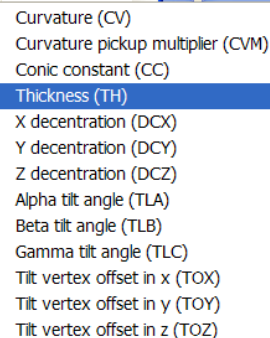 Curvature (CV)
Curvature pickup multiplier (CVM)
Conic constant (CC)
Thickness (TH)
X decentration (DCX)
Y decentration (DCY)
Z decentration (DCZ)
Alpha tilt angle (TLA)
Beta tilt angle (TLB)
Gamma tilt angle (TLC)
Tilt vertex offset in x (TOX)
Tilt vertex offset in y (TOY)
Tilt vertex offset in z (TOZ)